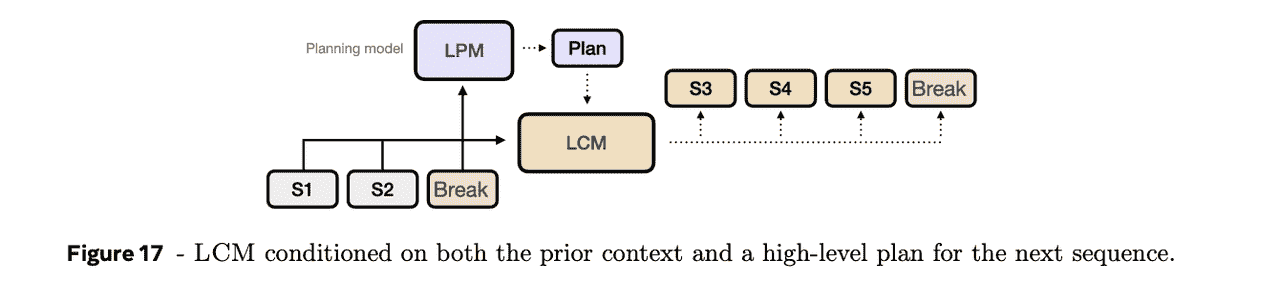 Planning model
LPM
Plan
S3
S4
S5
Break
LCM
S1
S2
Break
Figure 17 - LCM conditioned on both the prior context and a high-level plan for the next sequence.